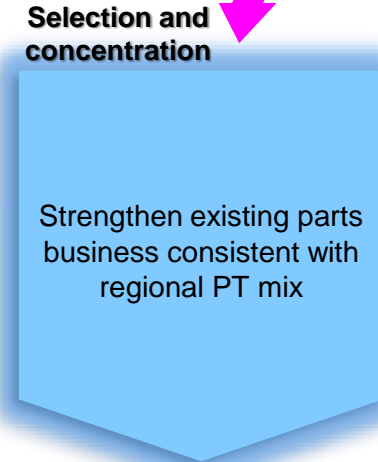 Selection and
concentration
Strengthen existing parts
business consistent with
regional PT mix